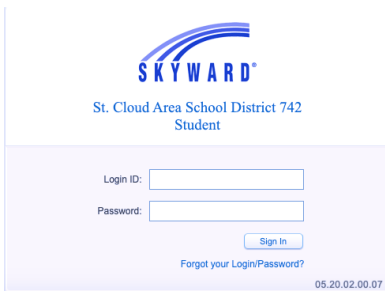 SKYWARD®
St. Cloud Area School District 742
Student
Login ID:
Password:
Sign In
Forgot your Login/Password?
05.20.02.00.07